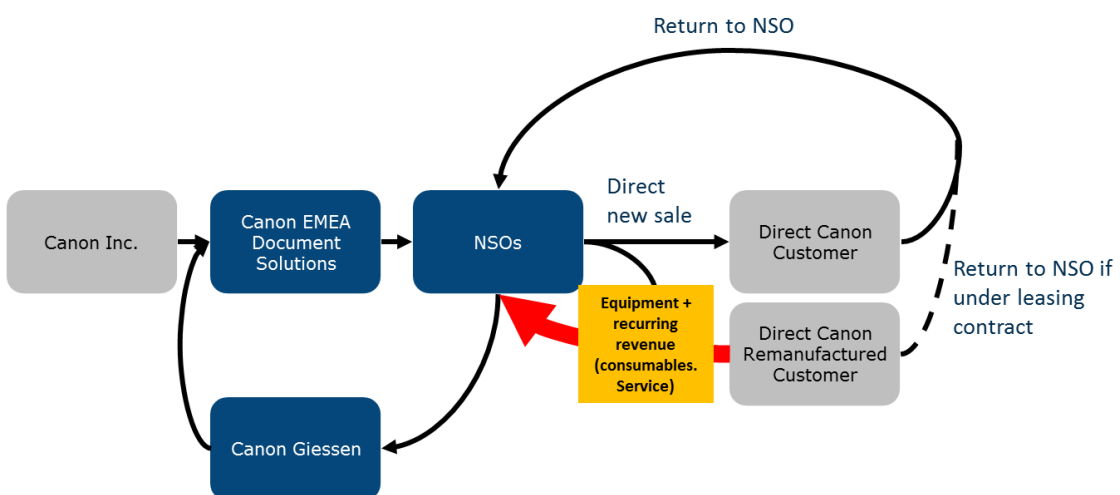 Return to NSO
Canon Inc.
Canon EMEA
Document
Solutions
NSOs
Direct
new sale
Direct Canon
Customer
Return to NSO if
under leasing
contract
Equipment +
recurring
revenue
(consumables.
Service)
Direct Canon
Remanufactured
Customer
Canon Giessen